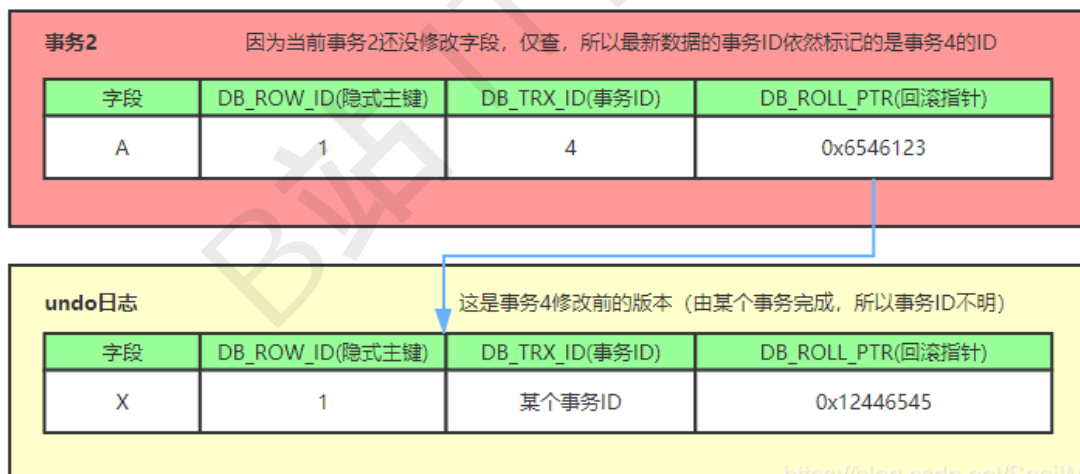 事务2 因为当前事务2还没修改字段，仅查，所以最新数据的事务ID依然标记的是事务4的ID
字段 DB_ROW_ID(隐式主键) DB_TRX_ID(事务ID) DB_ROLL_PTR(回滚指针)
A 1 4 0x6546123
undo日志 这是事务4修改前的版本（由某个事务完成，所以事务ID不明）
字段 DB_ROW_ID(隐式主键) DB_TRX_ID(事务ID) DB_ROLL_PTR(回滚指针)
X 1 某个事务ID 0x12446545
B站